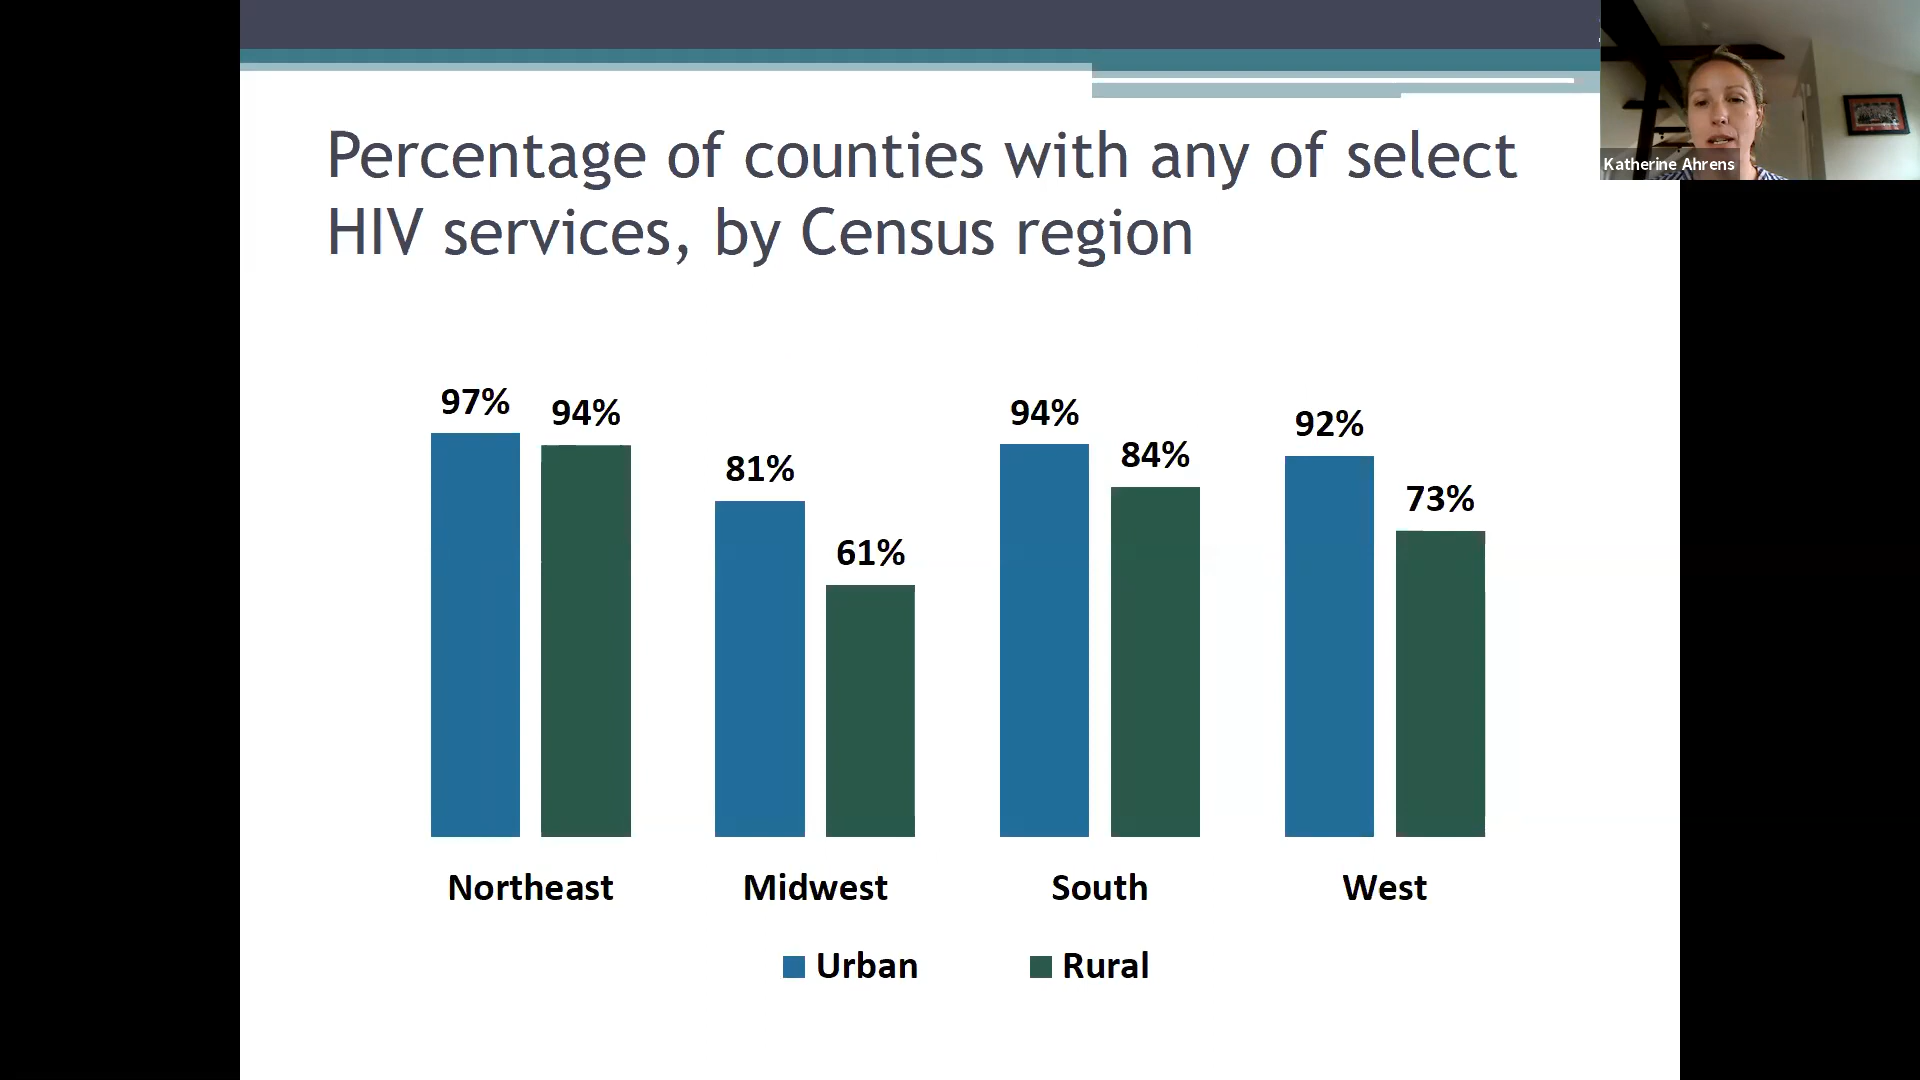 Katherine Ahrens
Percentage of counties with any of select
HIV services, by Census region
97% 94% 81% 61% 94% 84% 92% 73%
Northeast Midwest South West
Urban Rural